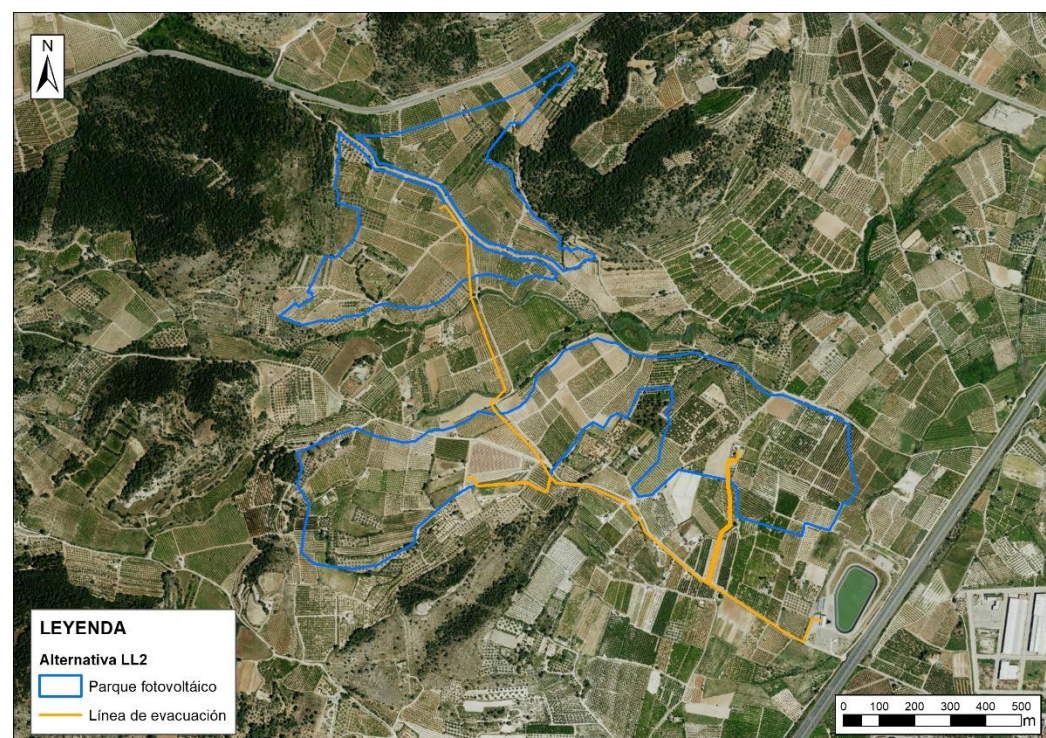 N
LEYENDA
Alternativa LL2
Parque fotovoltáico
Línea de evacuación
0 100 200 300 400 500
m